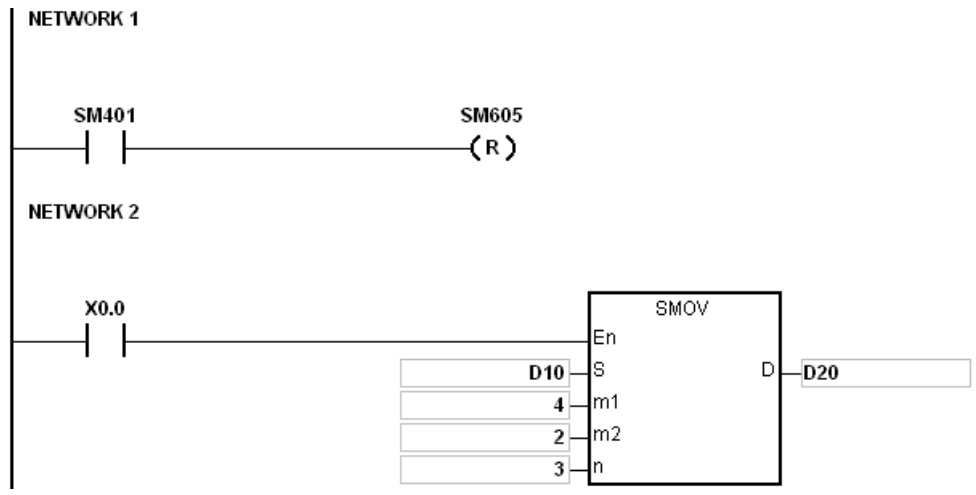 NETWORK 1
SM401 SM605
( R )
NETWORK 2
X0.0
SMOV
En
D10 S D D20
4 m1
2 m2
3 n